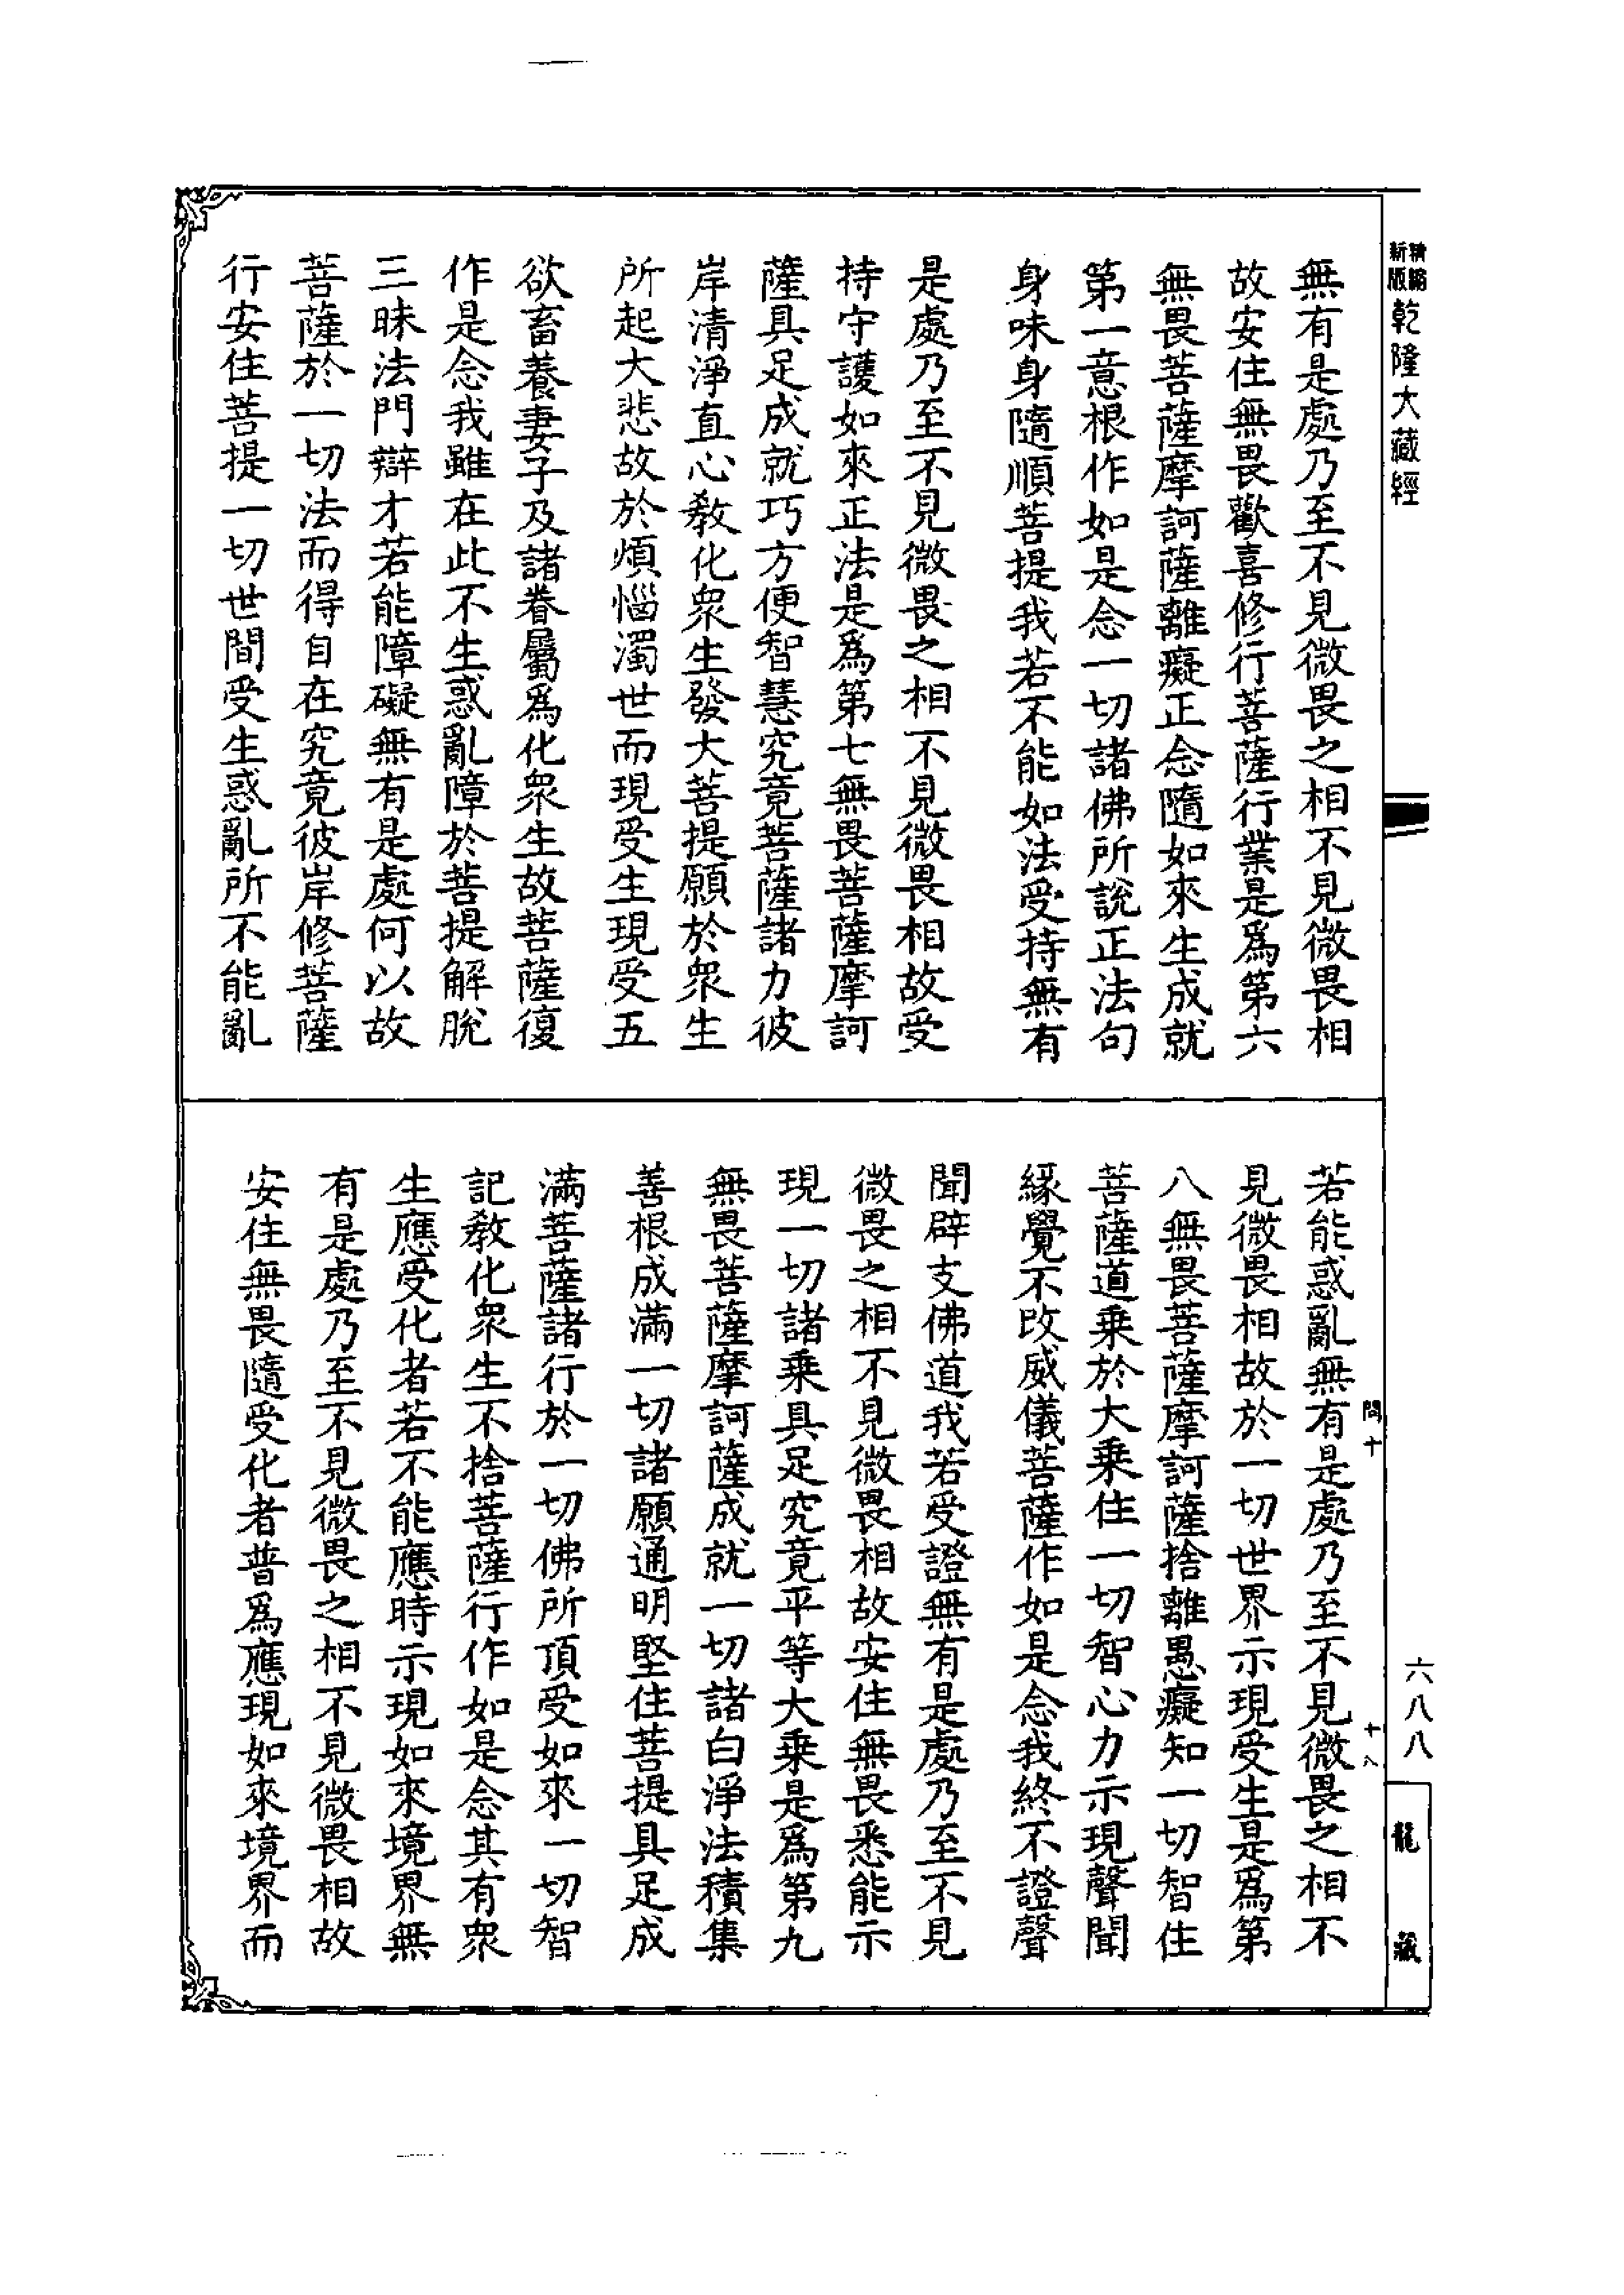 新版
精縮
乾隆大藏經
無有是處乃至不見微畏之相不見微畏相
故安住無畏歡喜修行菩薩行業是爲第六
無畏菩薩摩訶薩離癡正念隨如來生成就
第一意根作如是念一切諸佛所說正法句
身味身隨順菩提我若不能如法受持無有
是處乃至不見微畏之相不見微畏相故受
持守護如來正法是爲第七無畏菩薩摩訶
薩具足成就巧方便智慧究竟菩薩諸力彼
岸清淨直心教化衆生發大菩提願於衆生
所起大悲故於煩惱濁世而現受生現受五
欲畜養妻子及諸眷屬爲化衆生故菩薩復
作是念我雖在此不生惑亂障於菩提解脫
三昧法門辯才若能障礙無有是處何以故
菩薩於一切法而得自在究竟彼岸修菩薩
行安住菩提一切世間受生惑亂所不能亂
若能惑亂無有是處乃至不見微畏之相不
見微畏相故於一切世界示現受生是爲第
八無畏菩薩摩訶薩捨離愚癡知一切智住
菩薩道乗於大乗住一切智心力示現聲聞
緣覺不改威儀菩薩作如是念我終不證聲
聞辟支佛道我若受證無有是處乃至不見
微畏之相不見微畏相故安住無畏悉能示
現一切諸乗具足究竟平等大乗是爲第九
無畏菩薩摩訶薩成就一切諸白淨法積集
善根成滿一切諸願通明堅住菩提具足成
滿菩薩諸行於一切佛所頂受如來一切智
記教化衆生不捨菩薩行作如是念其有衆
生應受化者若不能應時示現如來境界無
有是處乃至不見微畏之相不見微畏相故
安住無畏隨受化者普爲應現如來境界而
問十
十八
六八八
龍藏